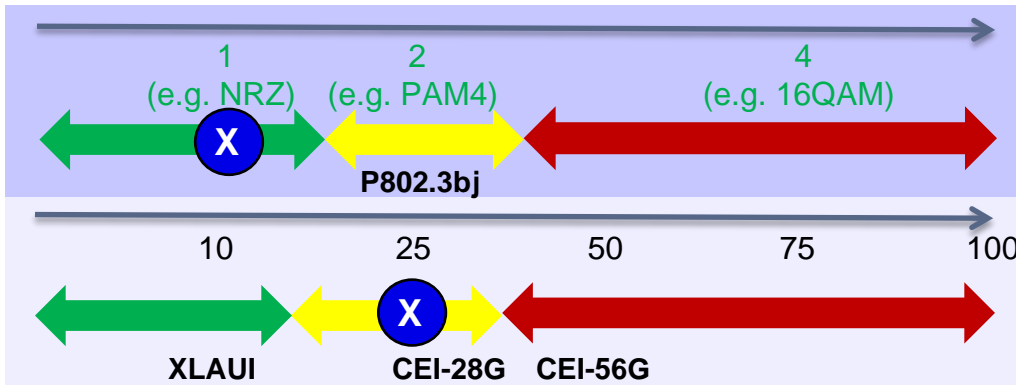 1 2 4
(e.g. NRZ) (e.g. PAM4) (e.g. 16QAM)
X
P802.3bj
10 25 50 75 100
X
XLAUI CEI-28G CEI-56G